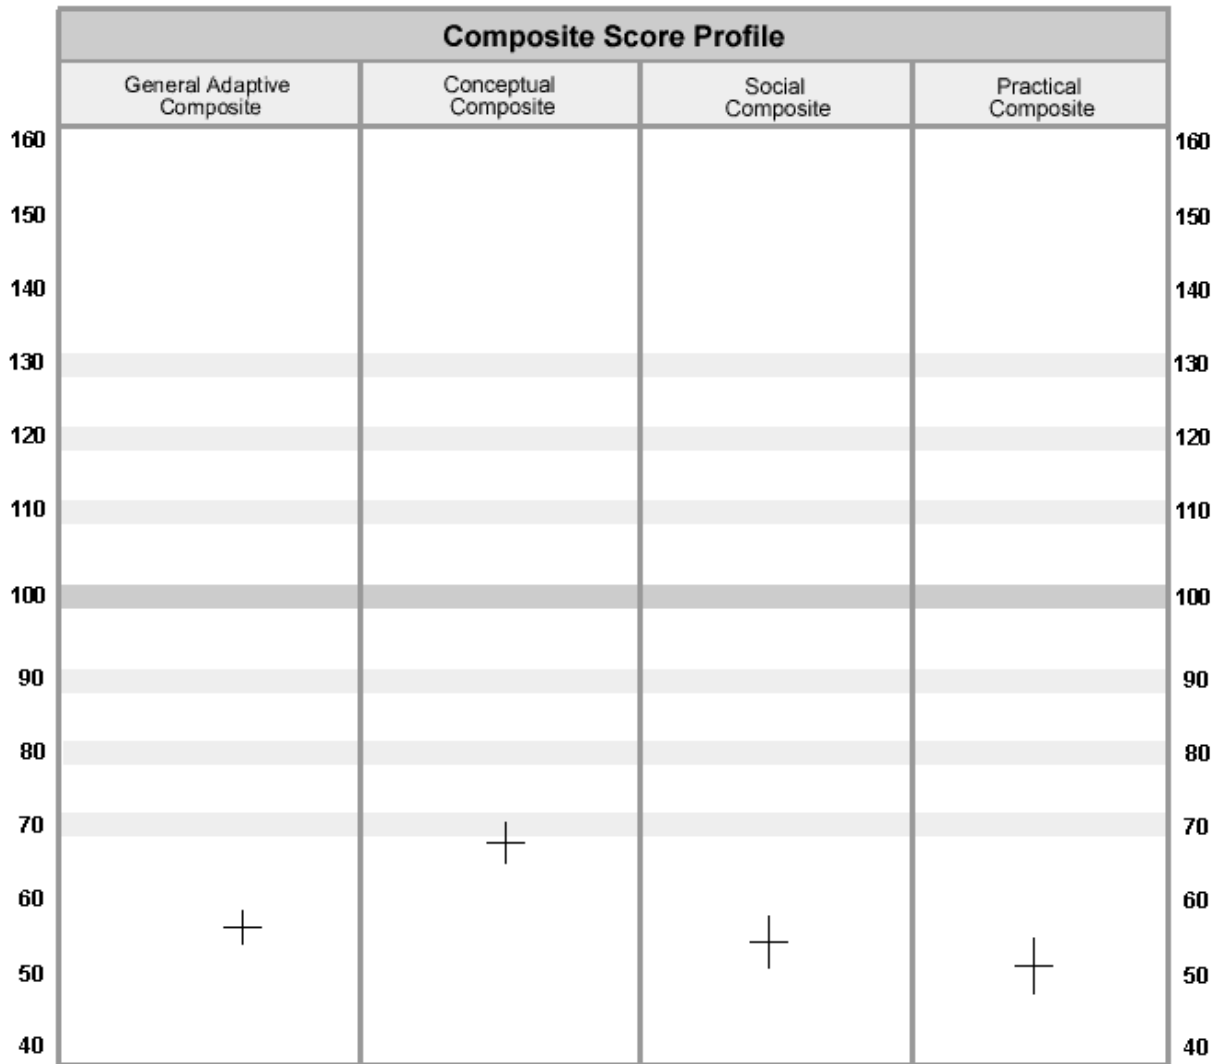 Composite Score Profile
General Adaptive
Composite
Conceptual
Composite
Social
Composite
Practical
Composite
160 160
150 150
140 140
130 130
120 120
110 110
100 100
90 90
80 80
70 70
60 60
50 50
40 40